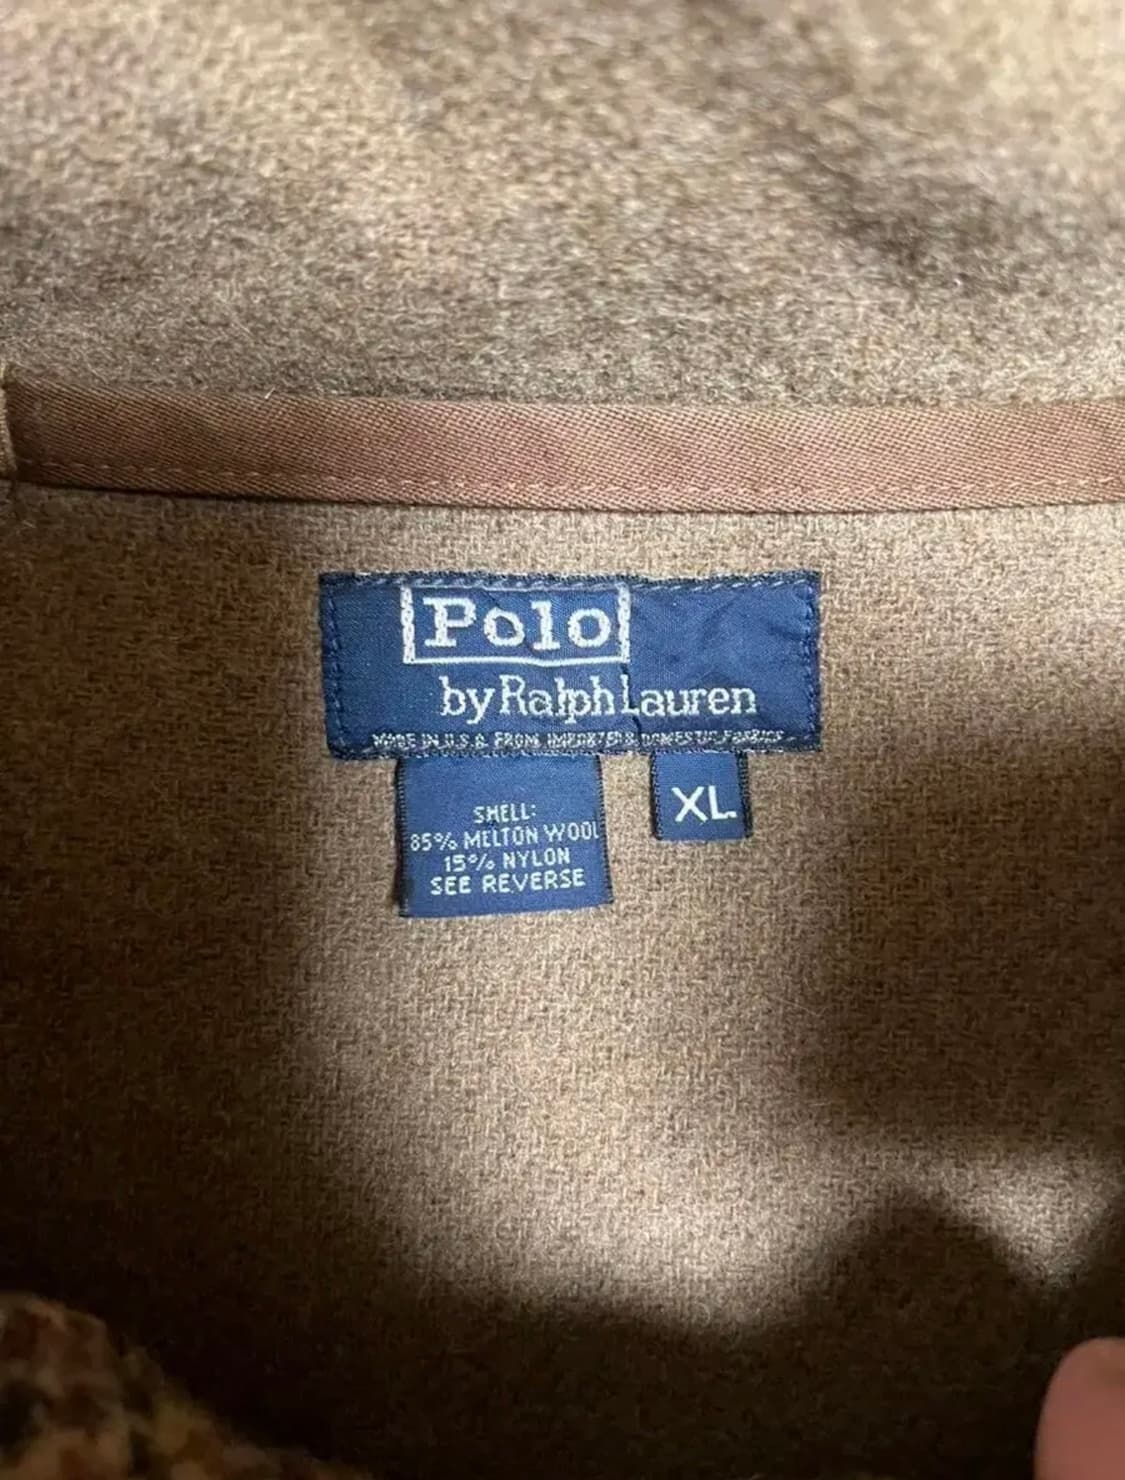 Polo
by Ralph Lauren
MADE IN U.S.A. FROM IMPORTED & DOMESTIC FABRICS
SHELL:
85% MELTON WOOL
15% NYLON
SEE REVERSE
XL